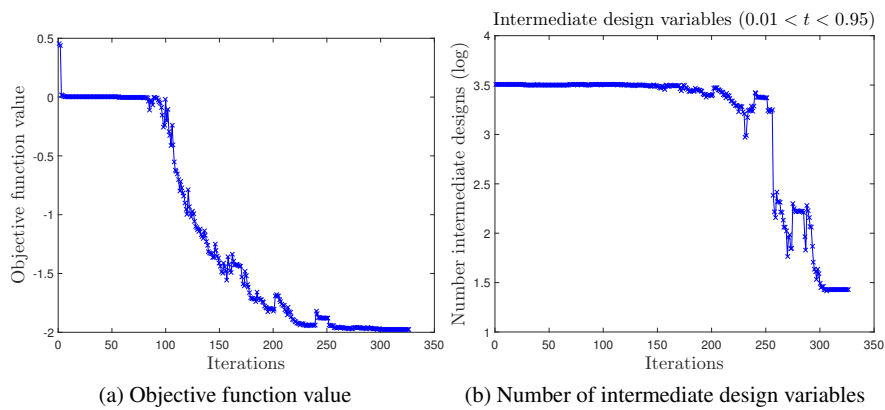 Intermediate design variables (0.01 < t < 0.95)
0.5
0
-0.5
-1
-1.5
-2
Objective function value
0 50 100 150 200 250 300 350
Iterations
4
3.5
3
2.5
2
1.5
1
Number intermediate designs (log)
0 50 100 150 200 250 300 350
Iterations
(a) Objective function value
(b) Number of intermediate design variables